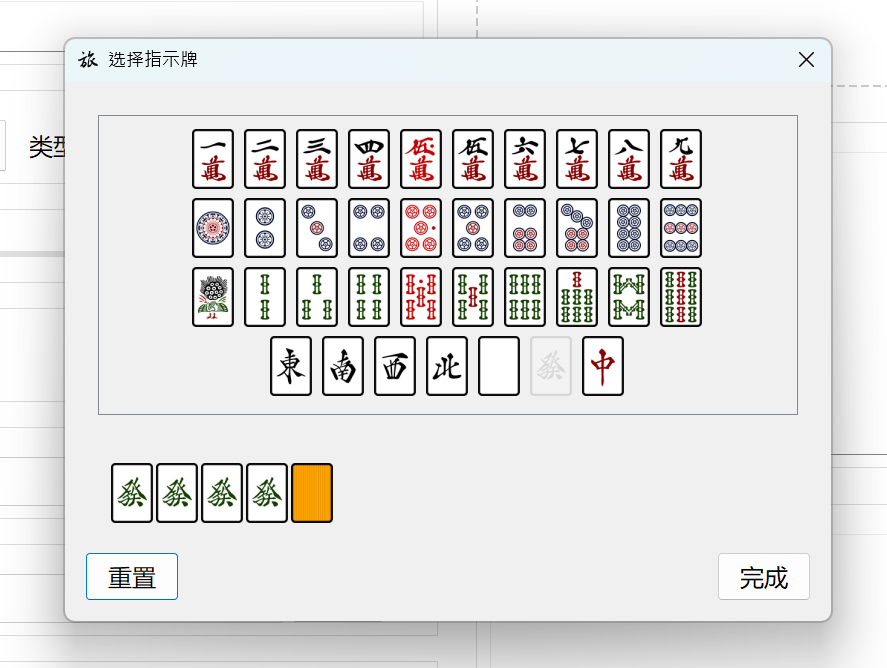 旅 选择指示牌
类型
一萬 二萬 三萬 四萬 伍萬 伍萬 六萬 七萬 八萬 九萬
東 南 西 北 發 中
發 發 發 發
重置 完成